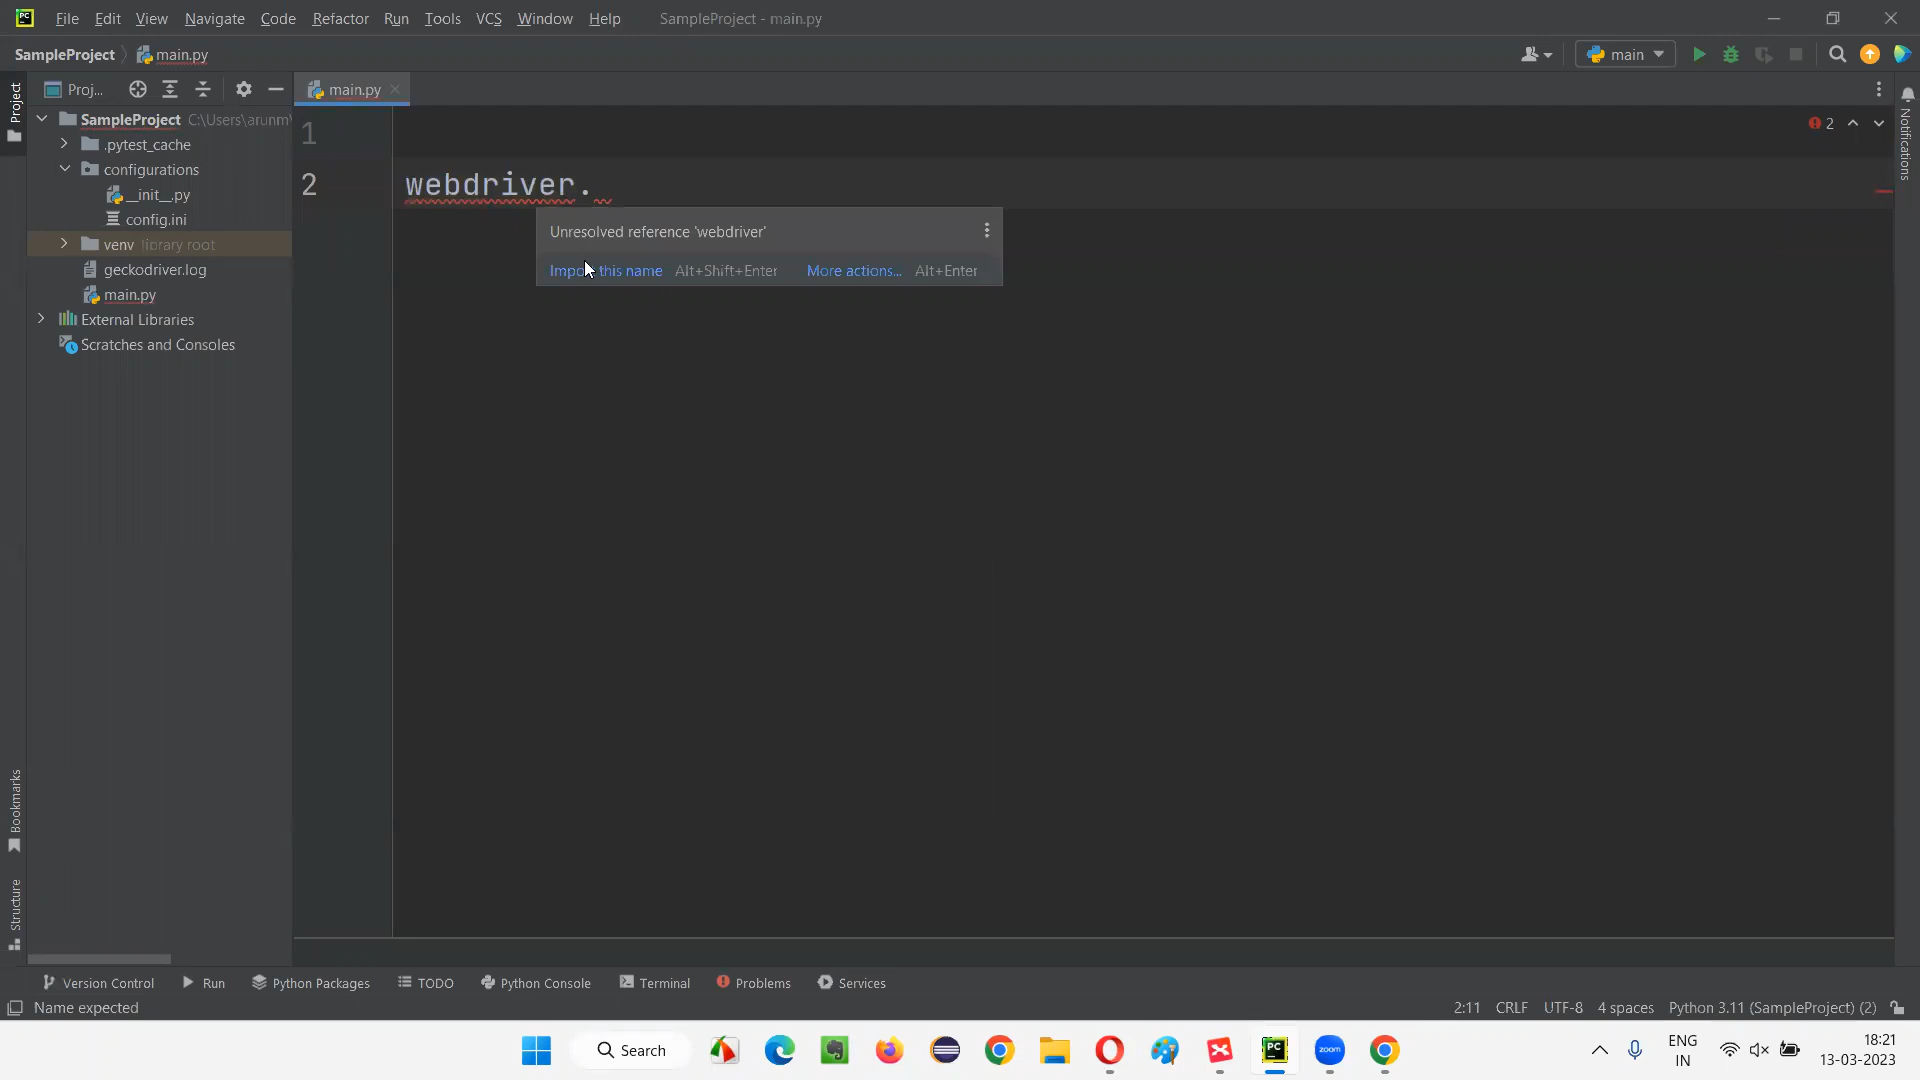 File Edit View Navigate Code Refactor Run Tools VCS Window Help SampleProject - main.py
SampleProject main.py main
Project
Proj... main.py
SampleProject C:\Users\arunm
.pytest_cache
configurations
__init__.py
config.ini
venv library root
geckodriver.log
main.py
External Libraries
Scratches and Consoles
1
2 webdriver.
2
Unresolved reference 'webdriver'
Import this name Alt+Shift+Enter More actions... Alt+Enter
Notifications
Bookmarks
Structure
Version Control Run Python Packages TODO Python Console Terminal Problems Services
Name expected 2:11 CRLF UTF-8 4 spaces Python 3.11 (SampleProject) (2)
Search zoom ENG IN 18:21
13-03-2023